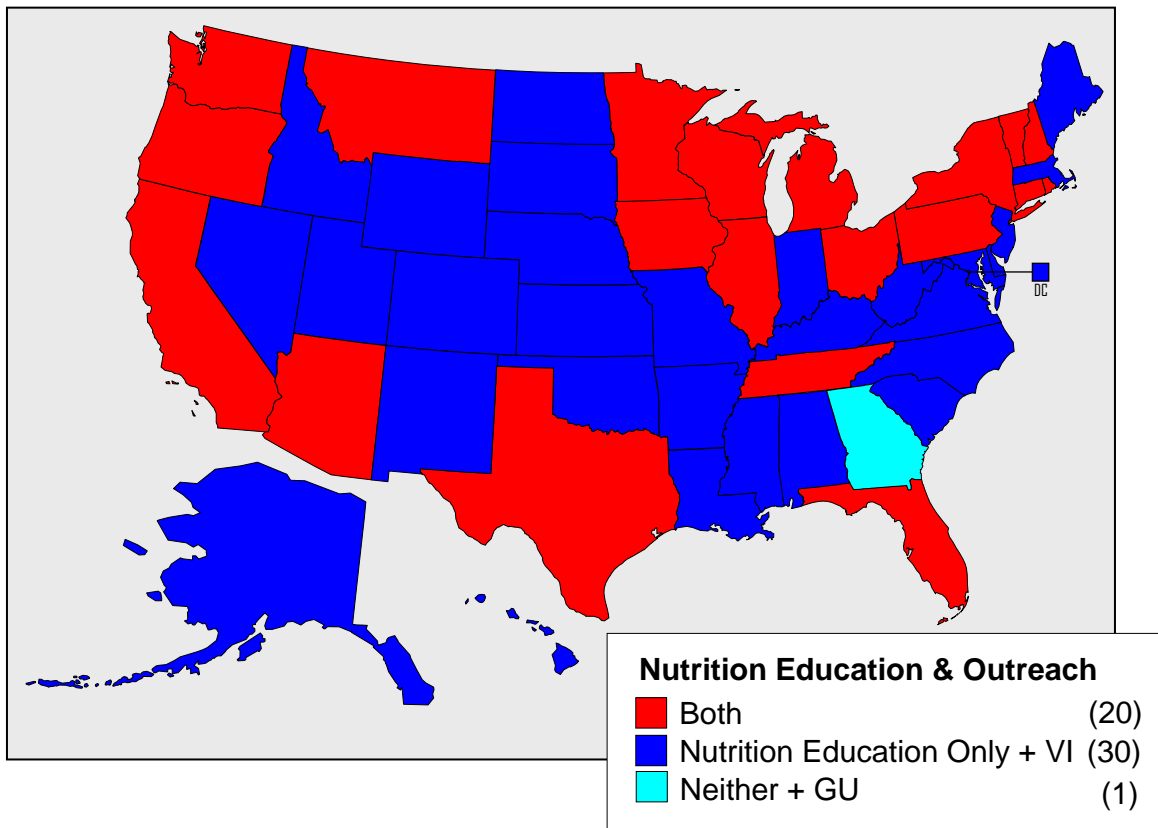 DC
Nutrition Education & Outreach
Both (20)
Nutrition Education Only + VI (30)
Neither + GU (1)